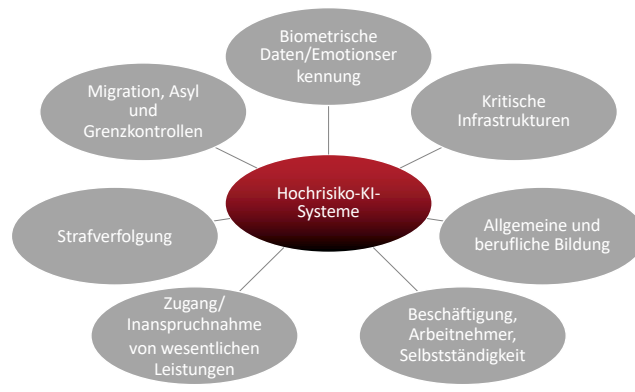 Biometrische
Daten/Emotionser
kennung
Migration, Asyl
und
Grenzkontrollen
Kritische
Infrastrukturen
Hochrisiko-KI-
Systeme
Strafverfolgung
Allgemeine und
berufliche Bildung
Zugang/
Inanspruchnahme
von wesentlichen
Leistungen
Beschäftigung,
Arbeitnehmer,
Selbstständigkeit